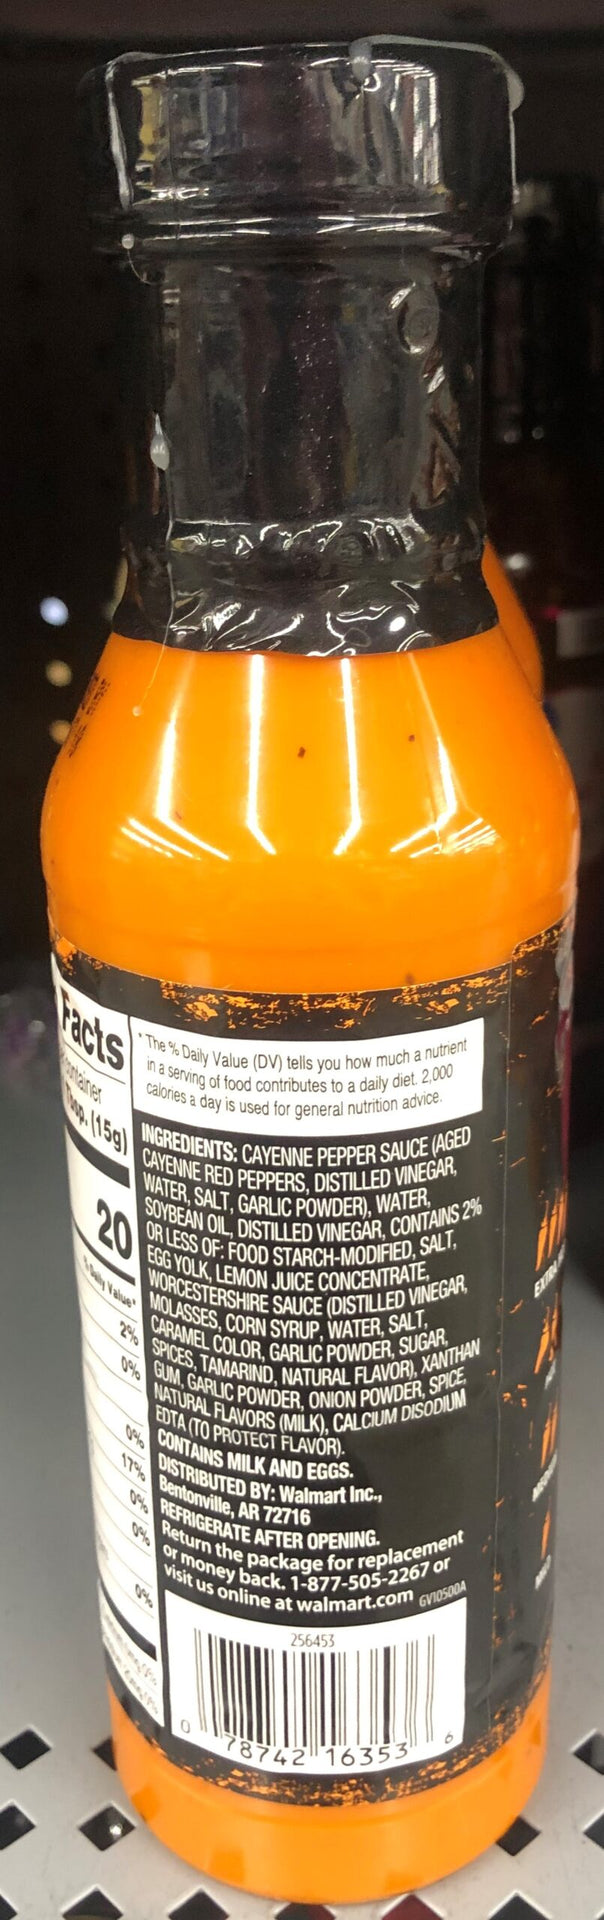 Facts
container
Tbsp. (15g)
20
% Daily Value*
2%
0%
0%
17%
0%
0%
0%
* The % Daily Value (DV) tells you how much a nutrient
in a serving of food contributes to a daily diet. 2,000
calories a day is used for general nutrition advice.
INGREDIENTS: CAYENNE PEPPER SAUCE (AGED
CAYENNE RED PEPPERS, DISTILLED VINEGAR,
WATER, SALT, GARLIC POWDER), WATER,
SOYBEAN OIL, DISTILLED VINEGAR, CONTAINS 2%
OR LESS OF: FOOD STARCH-MODIFIED, SALT,
EGG YOLK, LEMON JUICE CONCENTRATE,
WORCESTERSHIRE SAUCE (DISTILLED VINEGAR,
MOLASSES, CORN SYRUP, WATER, SALT,
CARAMEL COLOR, GARLIC POWDER, SUGAR,
SPICES, TAMARIND, NATURAL FLAVOR), XANTHAN
GUM, GARLIC POWDER, ONION POWDER, SPICE,
NATURAL FLAVORS (MILK), CALCIUM DISODIUM
EDTA (TO PROTECT FLAVOR).
CONTAINS MILK AND EGGS.
DISTRIBUTED BY: Walmart Inc.,
Bentonville, AR 72716
REFRIGERATE AFTER OPENING.
Return the package for replacement
or money back. 1-877-505-2267 or
visit us online at walmart.com GV10500A
256453
0 78742 16353 6
EXTRA
MILD